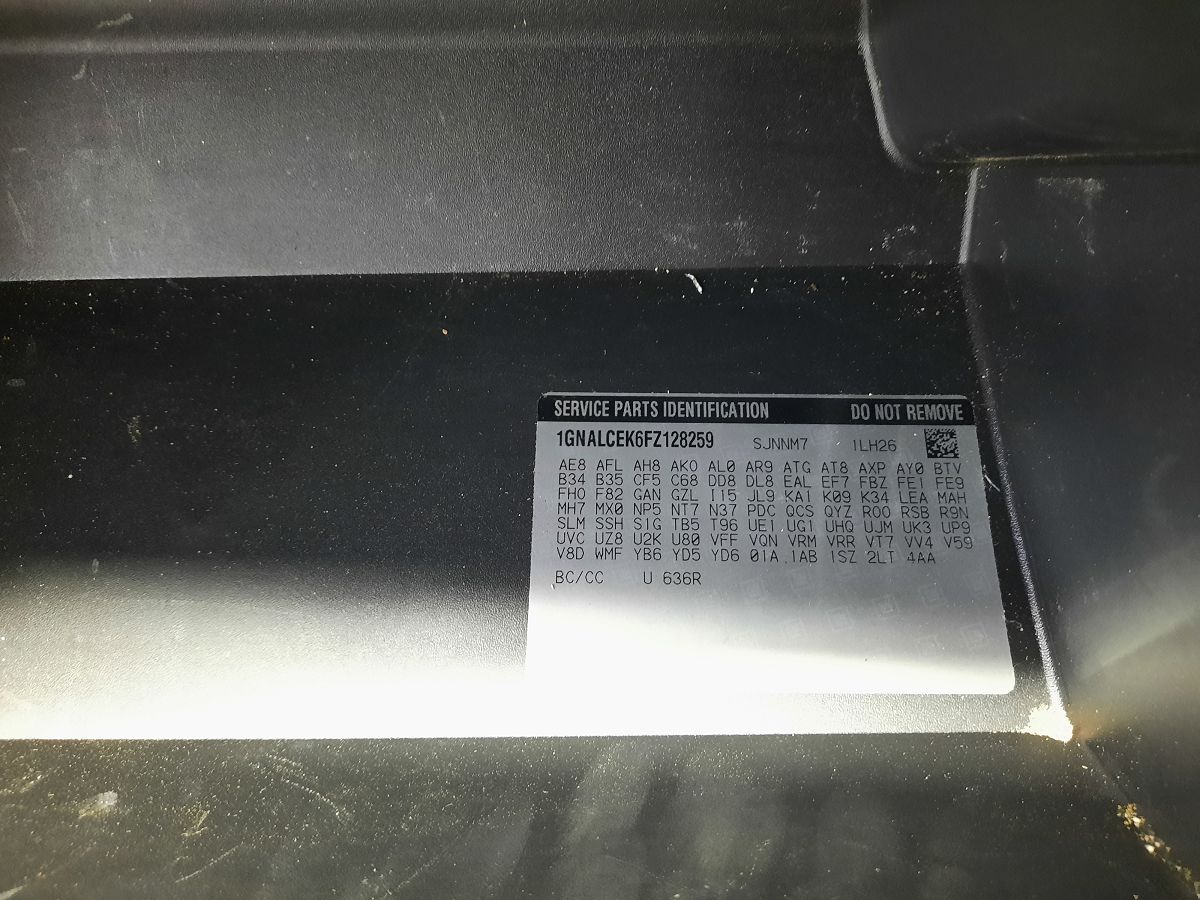 SERVICE PARTS IDENTIFICATION DO NOT REMOVE
1GNALCEK6FZ128259 SJNNM7 1LH26
AE8 AFL AH8 AKO AL0 AR9 ATG AT8 AXP AY0 BTV
B34 B35 CF5 C68 DD8 DL8 EAL EF7 FBZ FE1 FE9
FHO F82 GAN GZL I15 JL9 KA1 K09 K34 LEA MAH
MH7 MX0 NP5 NT7 N37 PDC QCS QYZ ROO RSB R9N
SLM SSH S1G TB5 T96 UE1 UG1 UHQ UJM UK3 UP9
UVC UZ8 U2K U80 VFF VQN VRM VRR VT7 VV4 V59
V8D WMF YB6 YD5 YD6 01A 1AB 1SZ 2LT 4AA
BC/CC U 636R